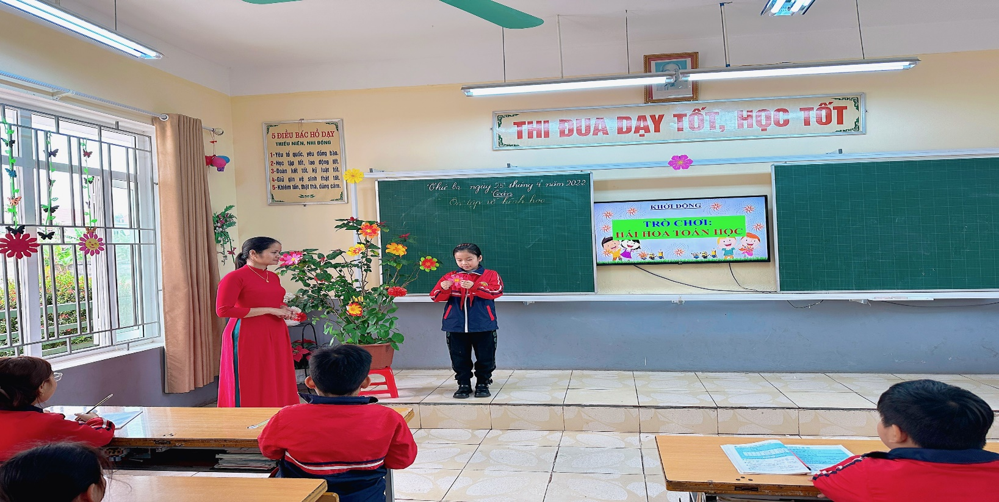 THI ĐUA DẠY TỐT, HỌC TỐT
5 ĐIỀU BÁC HỒ DẠY
THIẾU NIÊN, NHI ĐỒNG
1-Yêu tổ quốc, yêu đồng bào.
2-Học tập tốt, lao động tốt.
3-Đoàn kết tốt, kỷ luật tốt.
4-Giữ gìn vệ sinh thật tốt.
5-Khiêm tốn, thật thà, dũng cảm.
Thứ ba ngày 25 tháng 4 năm 2022
Toán
Ôn tập về hình học
KHỞI ĐỘNG
TRÒ CHƠI:
HÁI HOA TOÁN HỌC